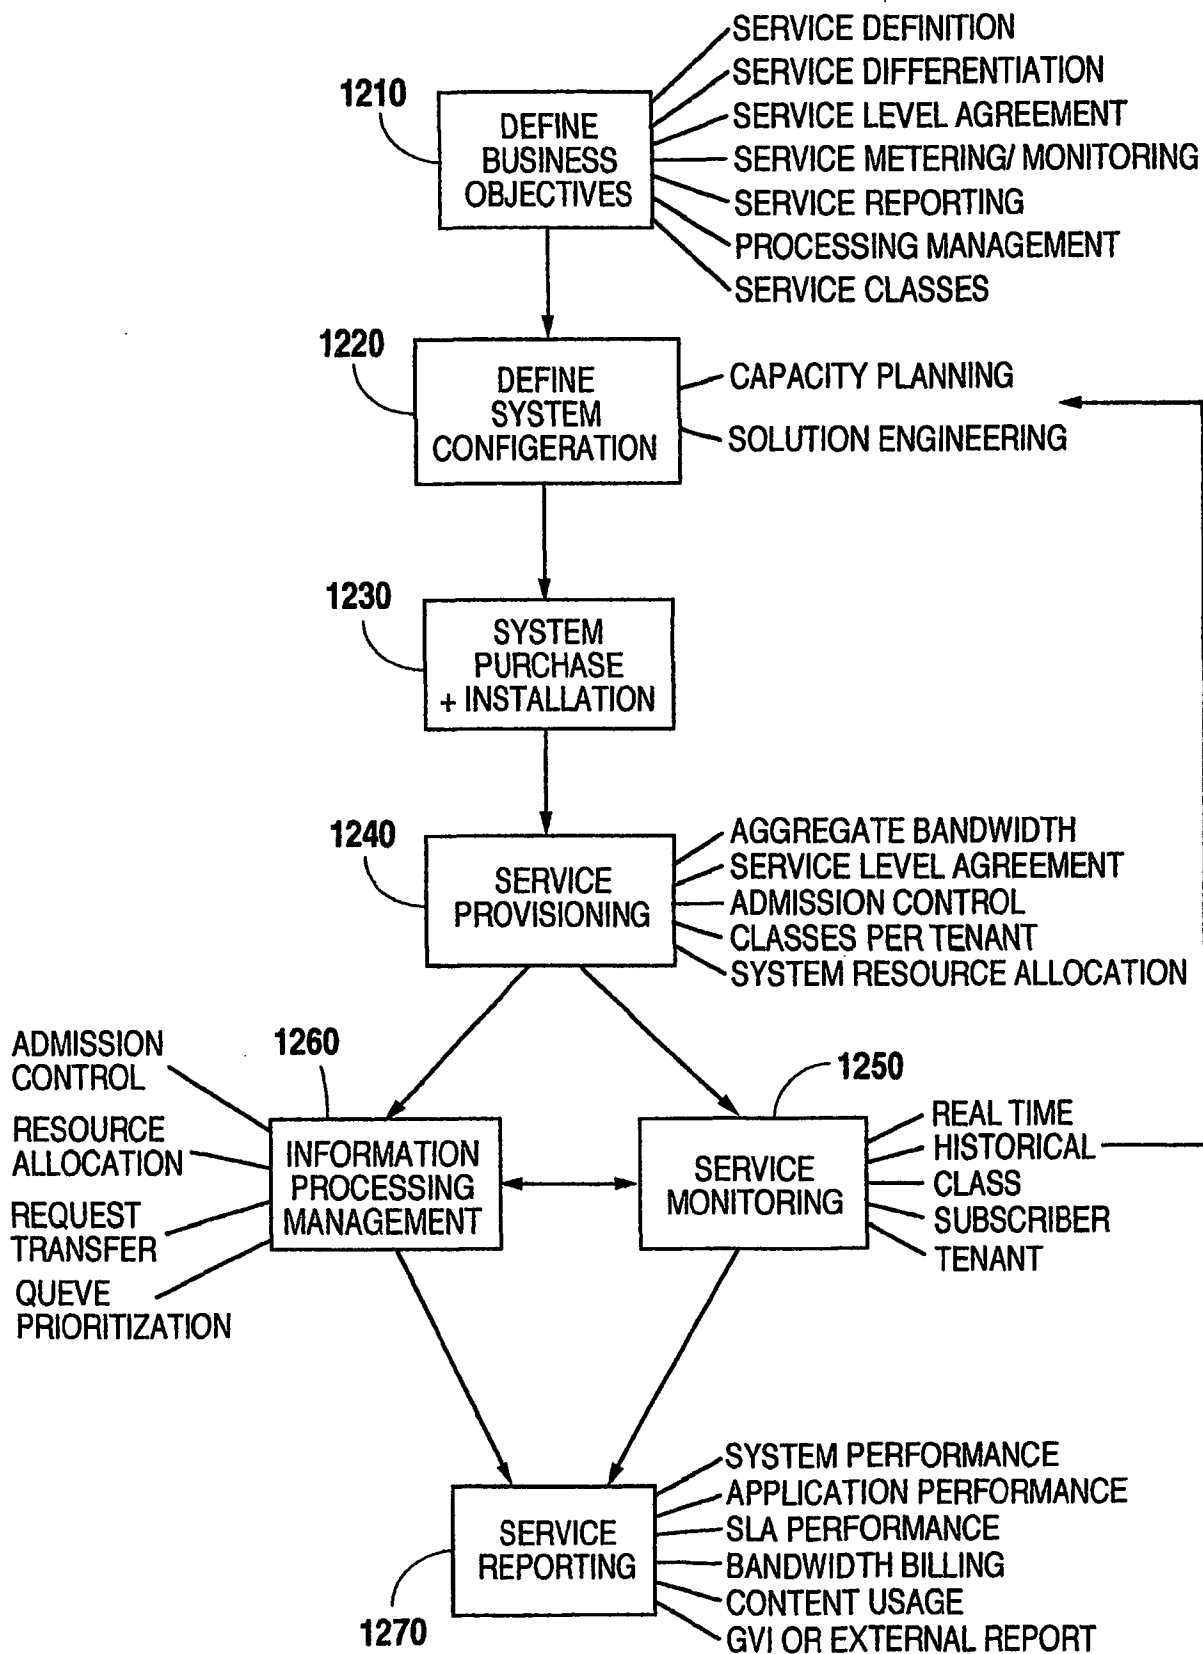 SERVICE DEFINITION
SERVICE DIFFERENTIATION
SERVICE LEVEL AGREEMENT
SERVICE METERING/ MONITORING
SERVICE REPORTING
PROCESSING MANAGEMENT
SERVICE CLASSES
1210
DEFINE
BUSINESS
OBJECTIVES
1220
DEFINE
SYSTEM
CONFIGERATION
CAPACITY PLANNING
SOLUTION ENGINEERING
1230
SYSTEM
PURCHASE
+ INSTALLATION
1240
SERVICE
PROVISIONING
AGGREGATE BANDWIDTH
SERVICE LEVEL AGREEMENT
ADMISSION CONTROL
CLASSES PER TENANT
SYSTEM RESOURCE ALLOCATION
ADMISSION
CONTROL
RESOURCE
ALLOCATION
REQUEST
TRANSFER
QUEVE
PRIORITIZATION
1260
INFORMATION
PROCESSING
MANAGEMENT
1250
SERVICE
MONITORING
REAL TIME
HISTORICAL
CLASS
SUBSCRIBER
TENANT
SERVICE
REPORTING
1270
SYSTEM PERFORMANCE
APPLICATION PERFORMANCE
SLA PERFORMANCE
BANDWIDTH BILLING
CONTENT USAGE
GVI OR EXTERNAL REPORT